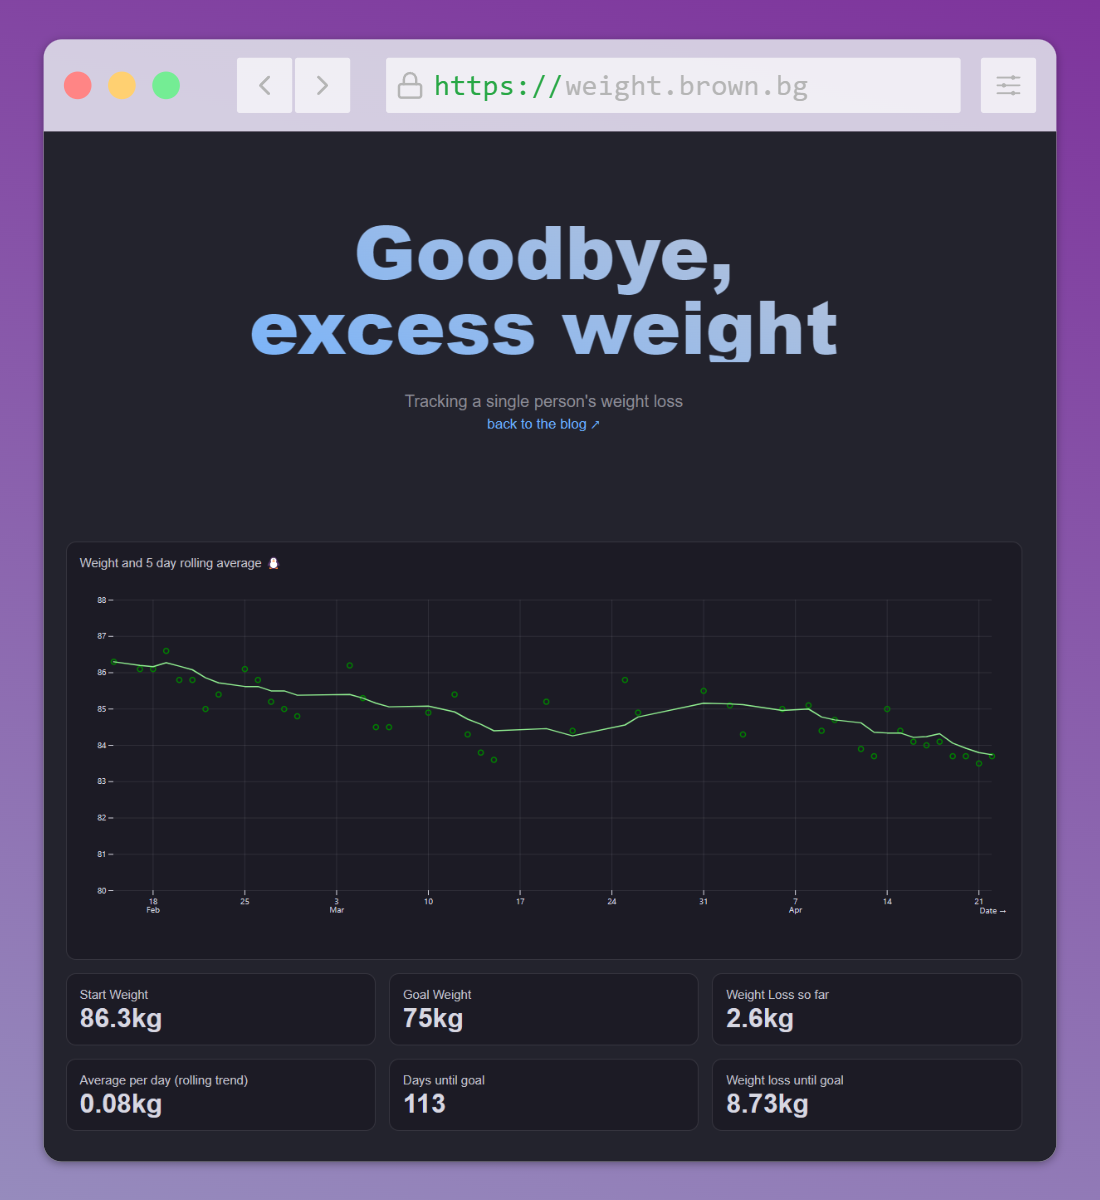 https://weight.brown.bg
Goodbye,
excess weight
Tracking a single person's weight loss
back to the blog ↗
Weight and 5 day rolling average 🐧
88
87
86
85
84
83
82
81
80
18 25 3 10 17 24 31 7 14 21
Feb Mar Apr Date →
Start Weight Goal Weight Weight Loss so far
86.3kg 75kg 2.6kg
Average per day (rolling trend) Days until goal Weight loss until goal
0.08kg 113 8.73kg